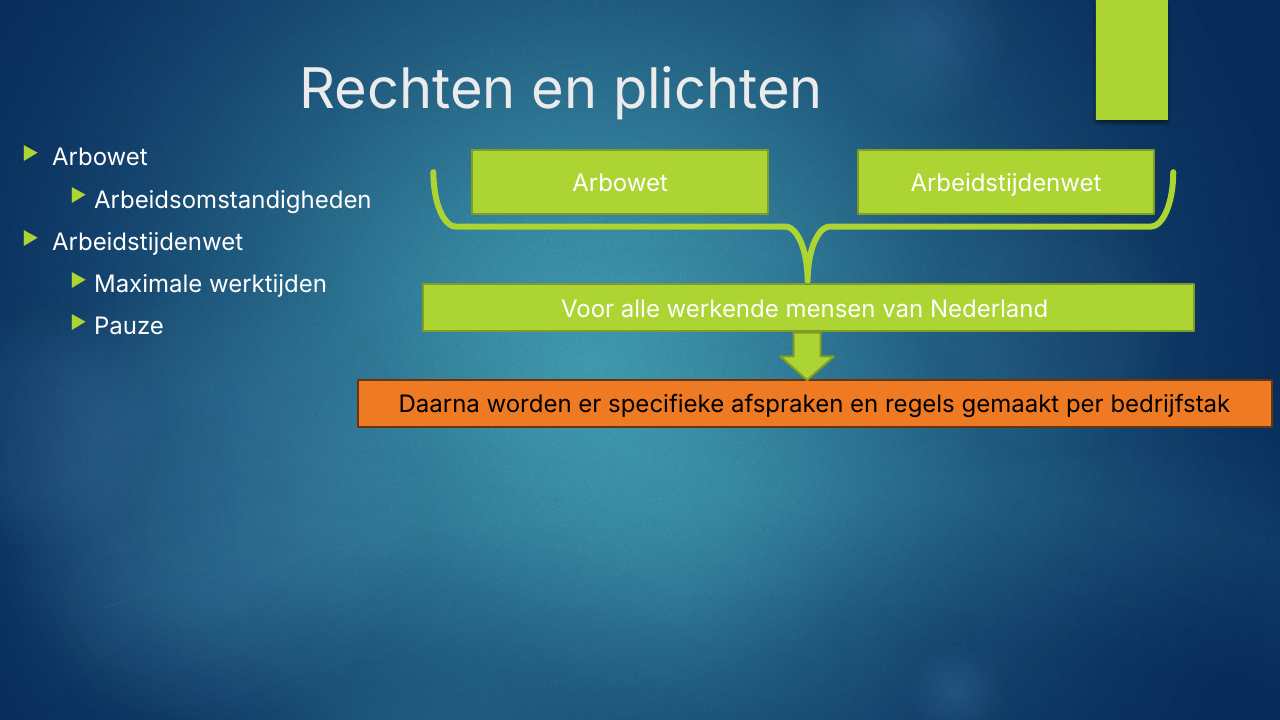 Rechten en plichten
Arbowet
Arbeidsomstandigheden
Arbeidstijdenwet
Maximale werktijden
Pauze
Arbowet
Arbeidstijdenwet
Voor alle werkende mensen van Nederland
Daarna worden er specifieke afspraken en regels gemaakt per bedrijfstak